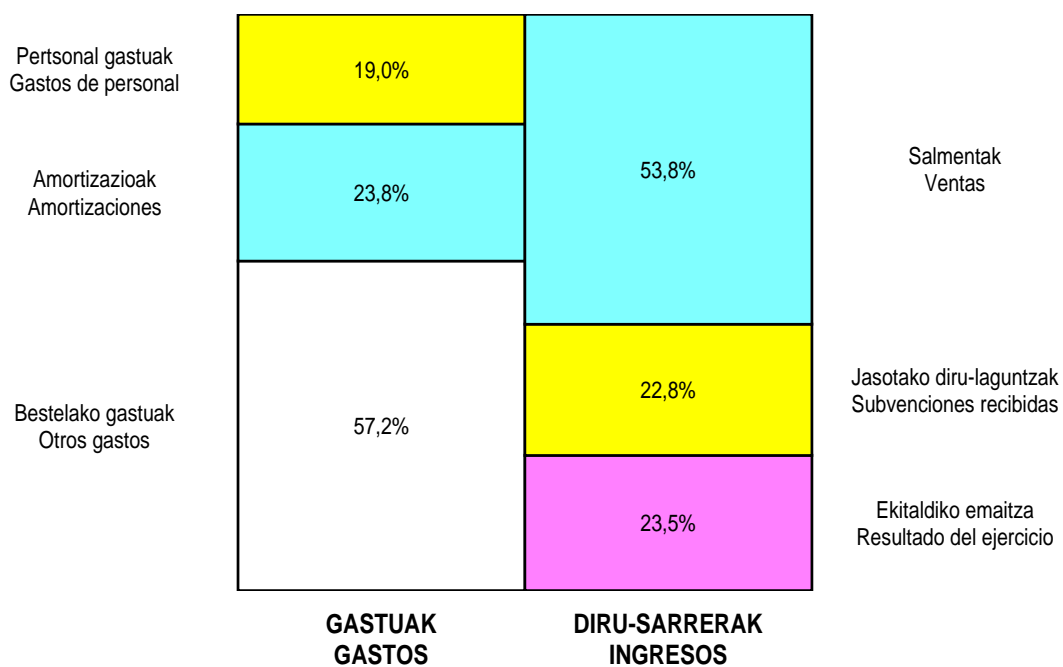 Pertsonal gastuak
Gastos de personal
19,0%
Amortizazioak
Amortizaciones
23,8%
53,8%
Salmentak
Ventas
Bestelako gastuak
Otros gastos
57,2%
22,8%
Jasotako diru-laguntzak
Subvenciones recibidas
23,5%
Ekitaldiko emaitza
Resultado del ejercicio
GASTUAK
GASTOS
DIRU-SARRERAK
INGRESOS